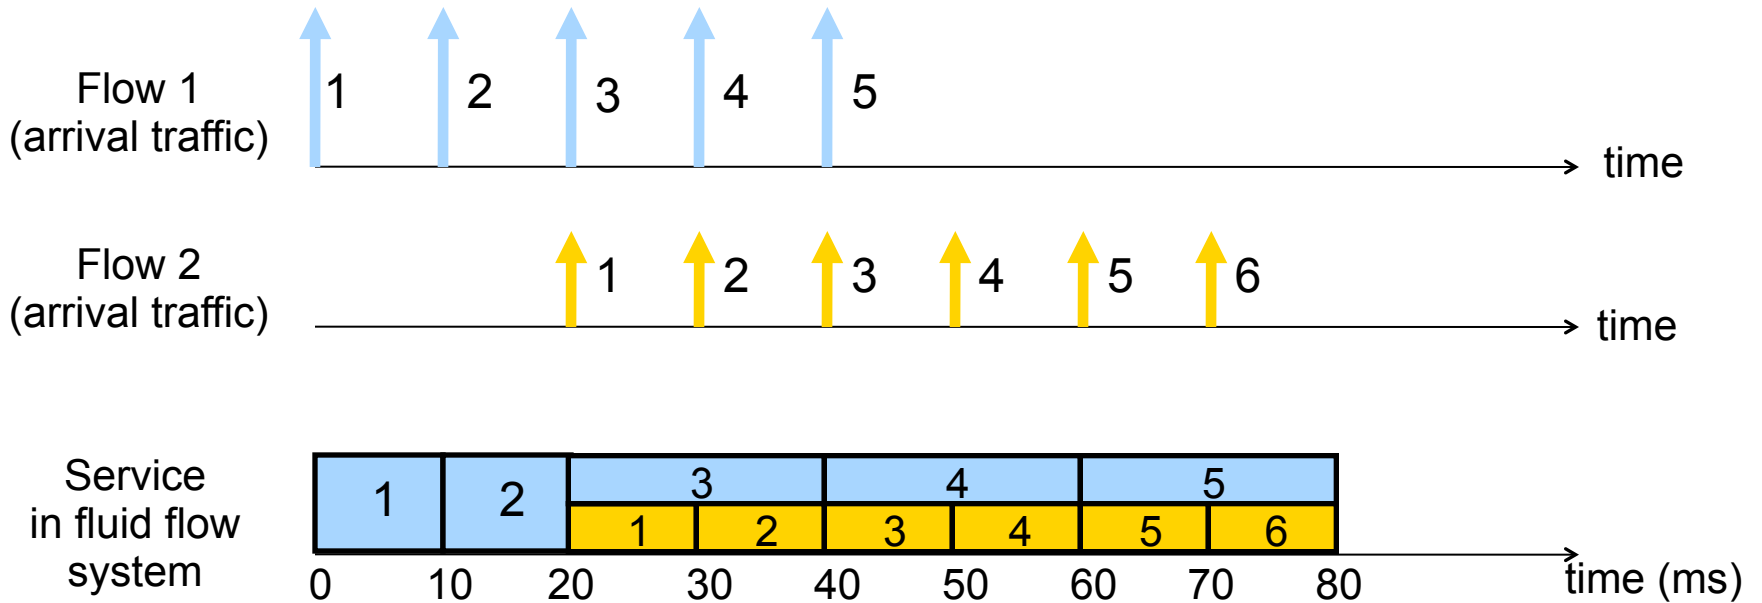 Flow 1
(arrival traffic)
1 2 3 4 5
time
Flow 2
(arrival traffic)
1 2 3 4 5 6
time
Service
in fluid flow
system
1 2 3 4 5
1 2 3 4 5 6
0 10 20 30 40 50 60 70 80
time (ms)